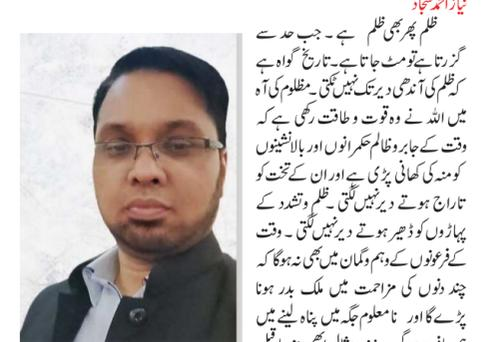 نیاز احمد سجاد
ظلم پھر بھی ظلم ہے ۔ جب حد سے
گزرتا ہے تو مٹ جاتا ہے۔ تاریخ گواہ ہے
کہ ظلم کی آندھی دیر تک نہیں ٹکتی۔ مظلوم کی آہ
میں اللہ نے وہ قوت و طاقت رکھی ہے کہ
وقت کے جابر و ظالم حکمرانوں اور بالا نشینوں
کو منہ کی کھانی پڑی ہے اور ان کے تخت کو
تاراج ہوتے دیر نہیں لگتی ۔ ظلم و تشدد کے
پہاڑوں کو ڈھیر ہوتے دیر نہیں لگتی ۔ وقت
کے فرعونوں کے وہم و گمان میں بھی نہ ہوگا کہ
چند دنوں کی مزاحمت میں ملک بدر ہونا
پڑے گا اور نا معلوم جگہ میں پناہ لینے میں